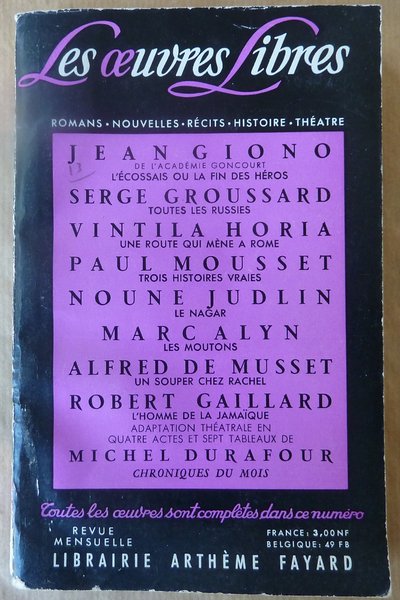 Les œuvres Libres
ROMANS • NOUVELLES • RÉCITS • HISTOIRE • THÉATRE
JEAN GIONO
13
DE L'ACADÉMIE GONCOURT
L'ÉCOSSAIS OU LA FIN DES HÉROS
SERGE GROUSSARD
TOUTES LES RUSSIES
VINTILA HORIA
UNE ROUTE QUI MÈNE A ROME
PAUL MOUSSET
TROIS HISTOIRES VRAIES
NOUNE JUDLIN
LE NAGAR
MARC ALYN
LES MOUTONS
ALFRED DE MUSSET
UN SOUPER CHEZ RACHEL
ROBERT GAILLARD
L'HOMME DE LA JAMAÏQUE
ADAPTATION THÉATRALE EN
QUATRE ACTES ET SEPT TABLEAUX DE
MICHEL DURAFOUR
CHRONIQUES DU MOIS
Toutes les œuvres sont complètes dans ce numéro
REVUE
MENSUELLE
FRANCE : 3,00 NF
BELGIQUE : 49 FB
LIBRAIRIE ARTHÈME FAYARD